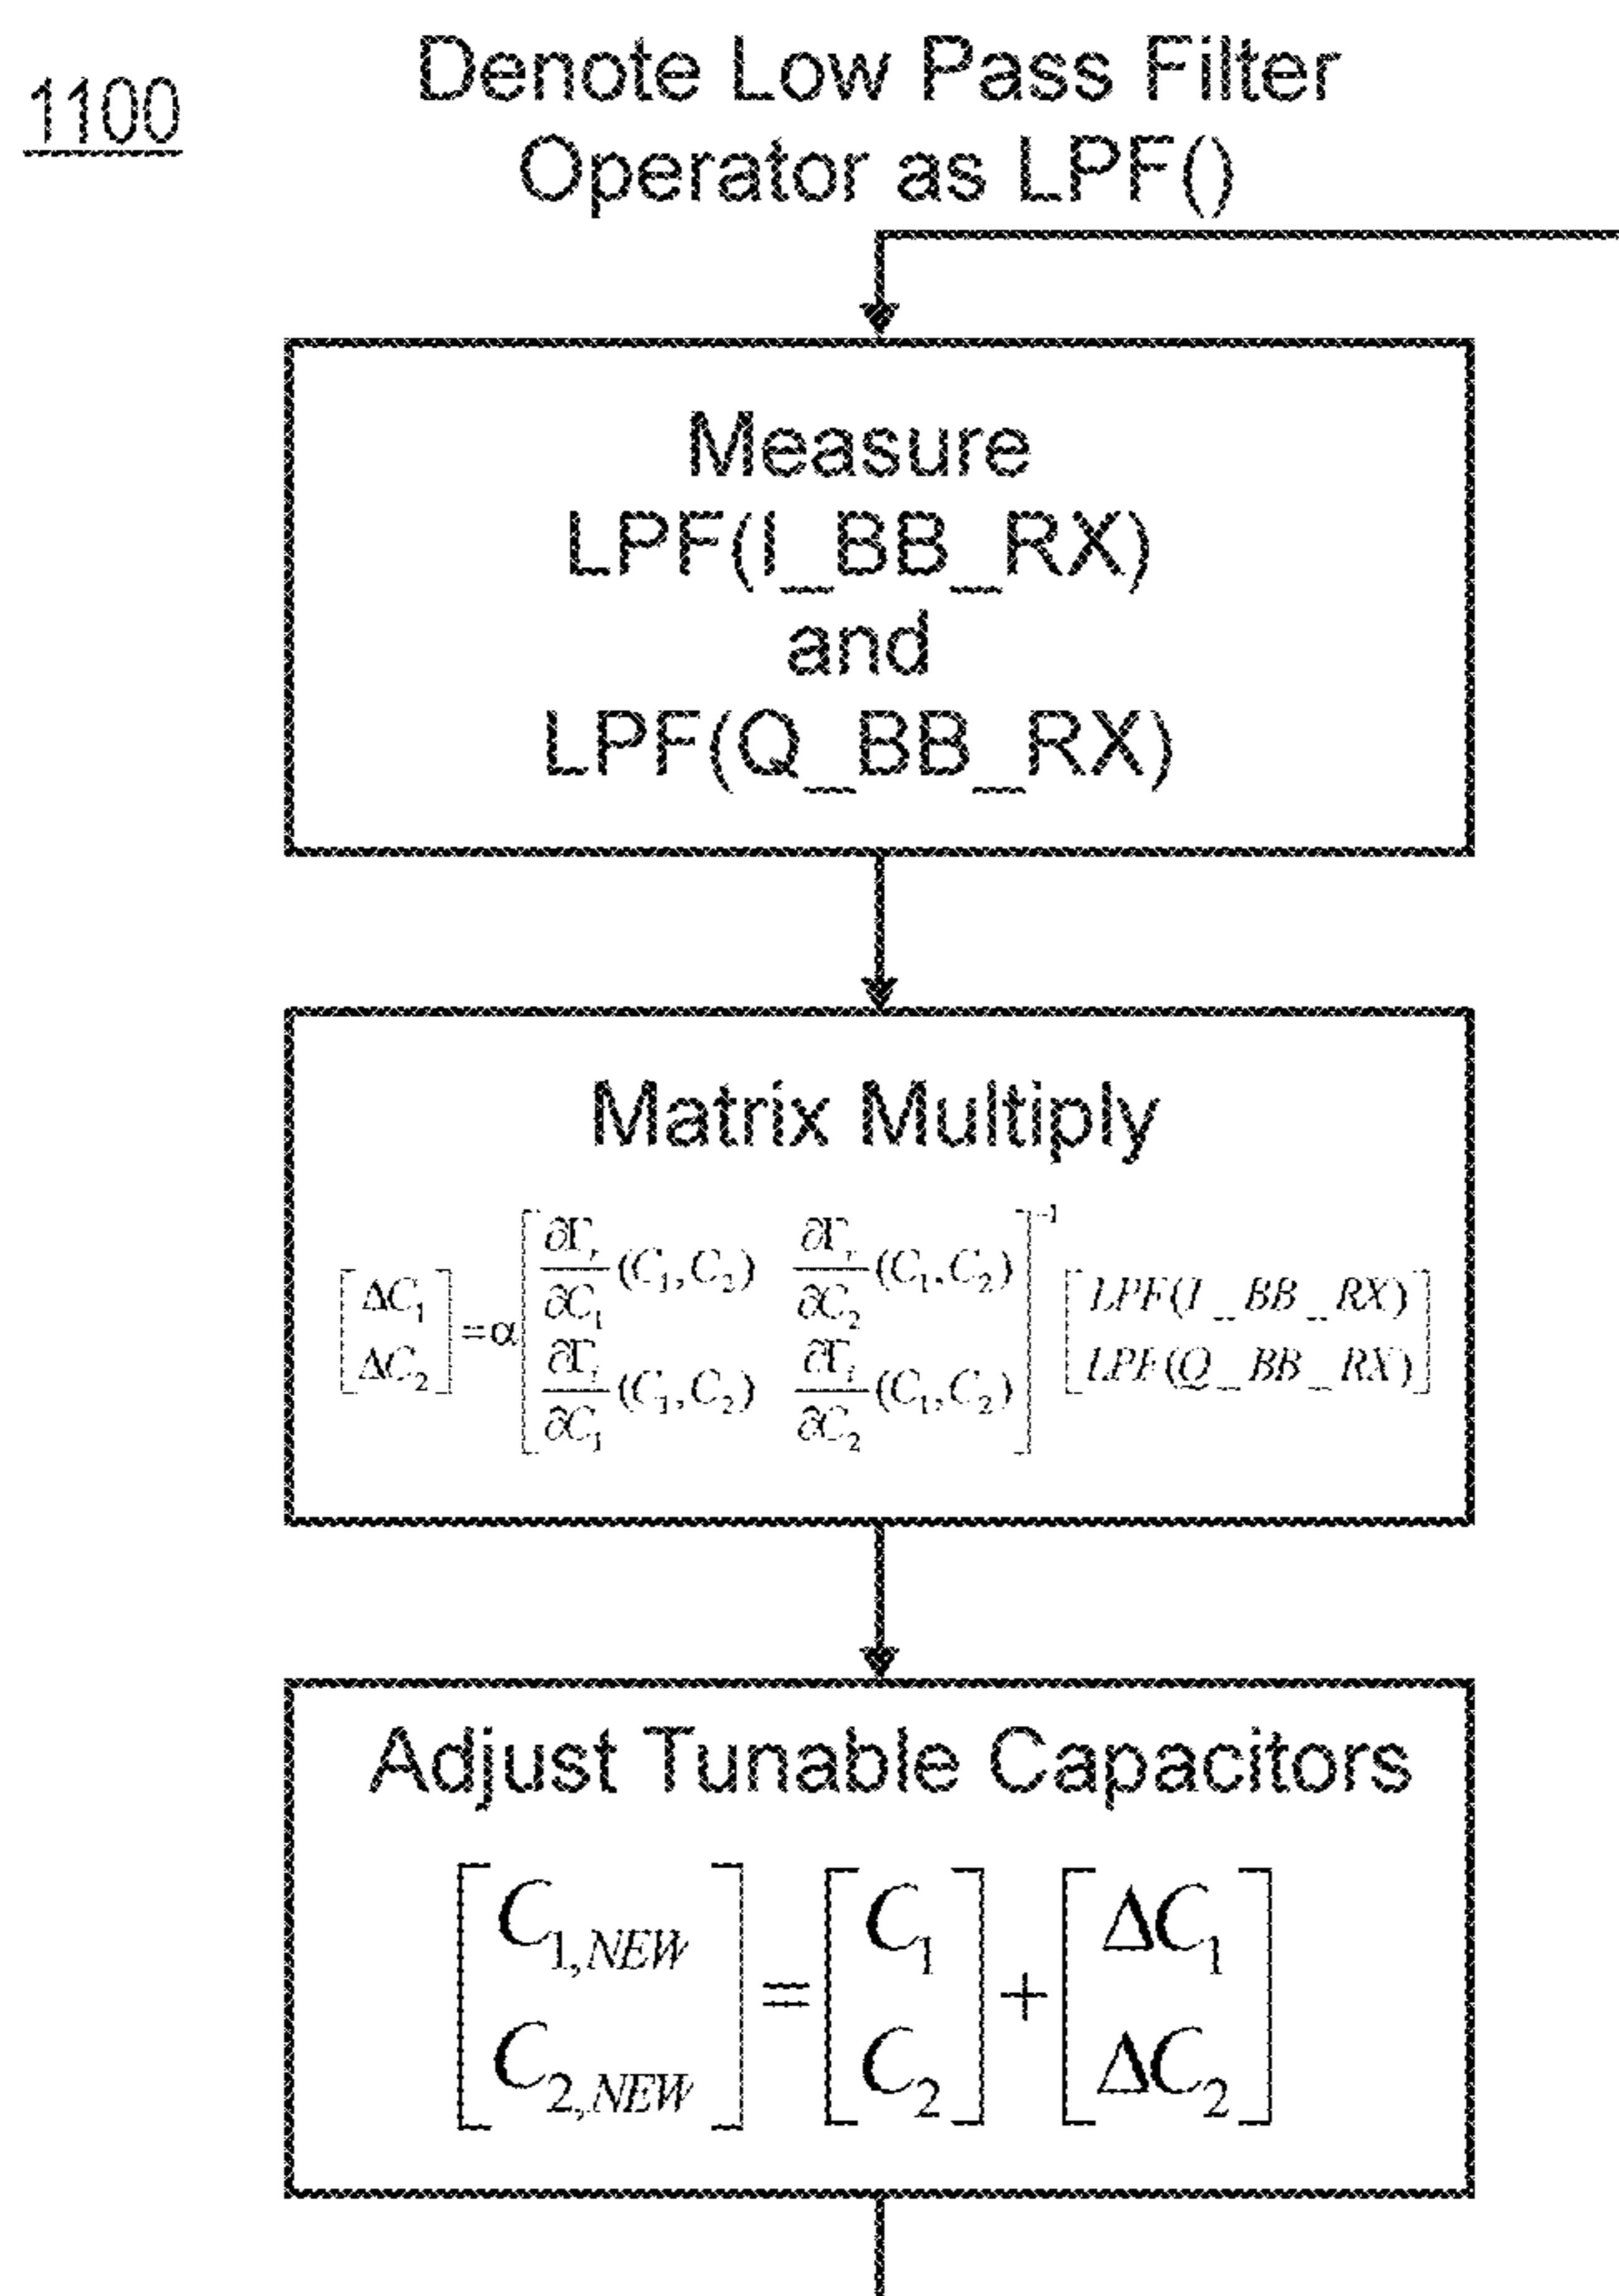 1100
Denote Low Pass Filter
Operator as LPF()
Measure
LPF(I_BB_RX)
and
LPF(Q_BB_RX)
Matrix Multiply
[ΔC₁ ΔC₂] = α [∂Γᵣ/∂C₁ (C₁,C₂) ∂Γᵣ/∂C₂ (C₁,C₂) ∂Γᵢ/∂C₁ (C₁,C₂) ∂Γᵢ/∂C₂ (C₁,C₂)]⁻¹ [LPF(I_BB_RX) LPF(Q_BB_RX)]
Adjust Tunable Capacitors
[C₁,NEW C₂,NEW] = [C₁ C₂] + [ΔC₁ ΔC₂]